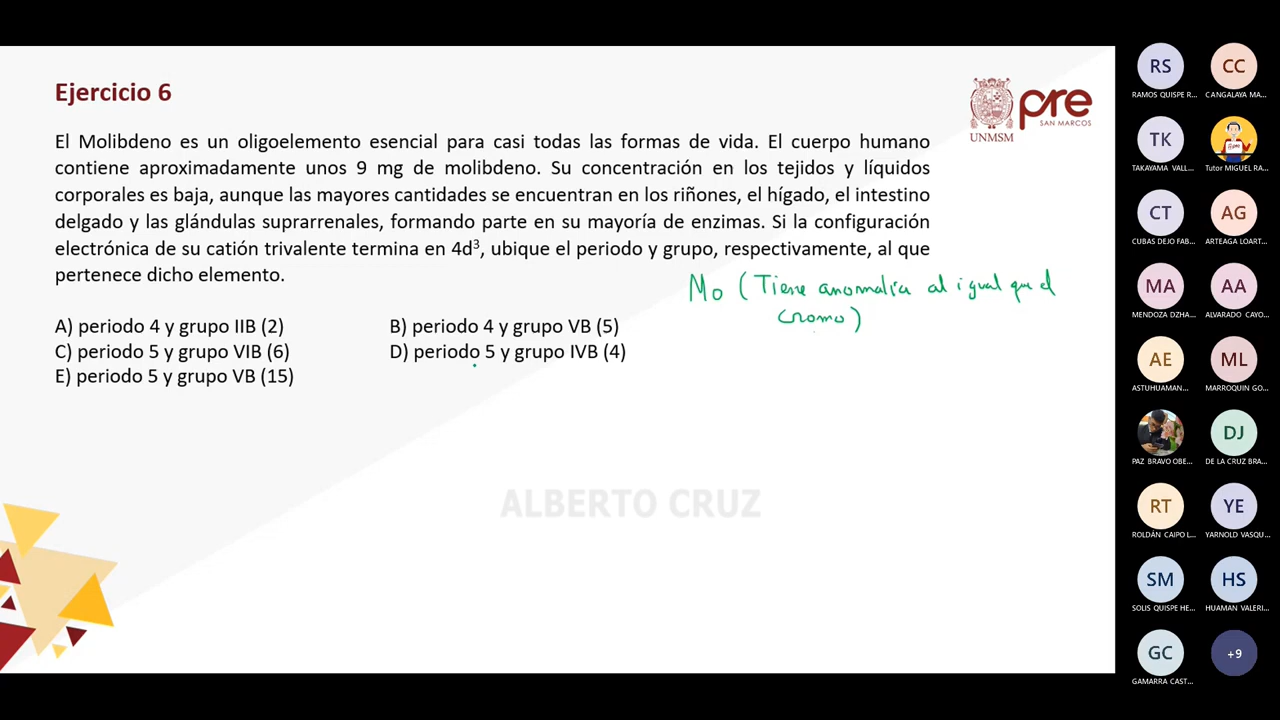 Ejercicio 6
pre
SAN MARCOS
UNMSM
El Molibdeno es un oligoelemento esencial para casi todas las formas de vida. El cuerpo humano
contiene aproximadamente unos 9 mg de molibdeno. Su concentración en los tejidos y líquidos
corporales es baja, aunque las mayores cantidades se encuentran en los riñones, el hígado, el intestino
delgado y las glándulas suprarrenales, formando parte en su mayoría de enzimas. Si la configuración
electrónica de su catión trivalente termina en 4d³, ubique el periodo y grupo, respectivamente, al que
pertenece dicho elemento.
Mo (Tiene anomalía al igual que el
cromo)
A) periodo 4 y grupo IIB (2)
B) periodo 4 y grupo VB (5)
C) periodo 5 y grupo VIB (6)
D) periodo 5 y grupo IVB (4)
E) periodo 5 y grupo VB (15)
ALBERTO CRUZ
RS
RAMOS QUISPE R...
CC
CANGALAYA MA...
TK
TAKAYAMA VALL...
Tutor MIGUEL RA...
CT
CUBAS DEJO FAB...
AG
ARTEAGA LOART...
MA
MENDOZA DZHA...
AA
ALVARADO CAYO...
AE
ASTUHUAMAN...
ML
MARROQUIN GO...
PAZ BRAVO OBE...
DJ
DE LA CRUZ BRA...
RT
ROLDÁN CAIPO L...
YE
YARNOLD VASQU...
SM
SOLIS QUISPE HE...
HS
HUAMAN VALERI...
GC
GAMARRA CAST...
+9